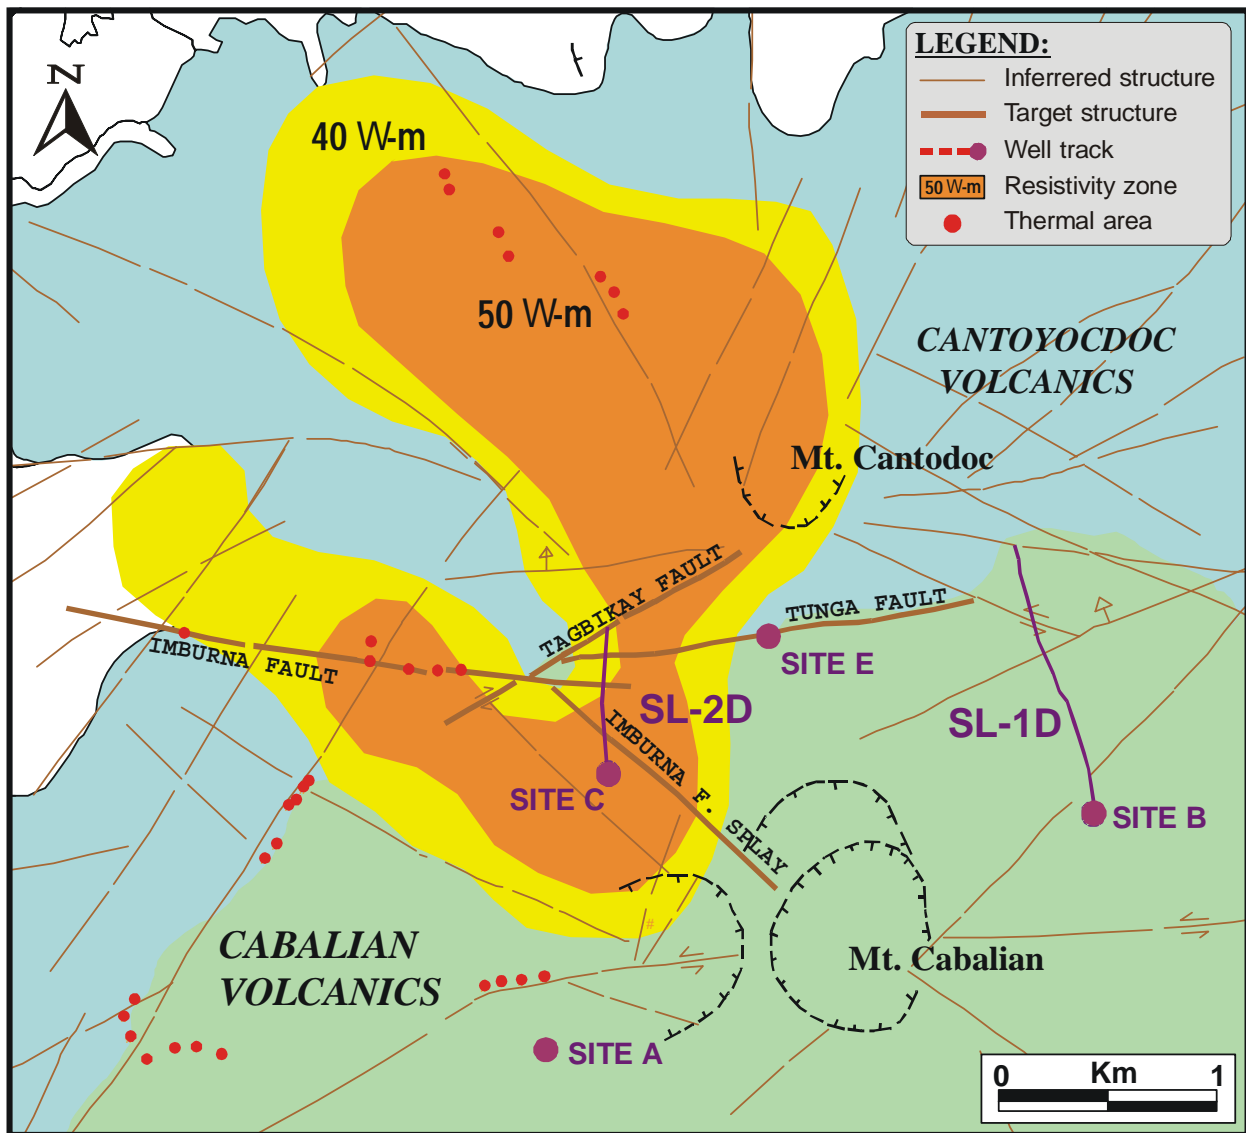 N
LEGEND:
Inferrered structure
Target structure
Well track
50 W-m Resistivity zone
Thermal area
40 W-m
50 W-m
CANTOYOCDOC
VOLCANICS
Mt. Cantodoc
TAGBIKAY FAULT
TUNGA FAULT
IMBURNA FAULT
SITE E
SL-2D
SL-1D
IMBURNA F. SPLAY
SITE C
SITE B
CABALIAN
VOLCANICS
#
Mt. Cabalian
SITE A
0 Km 1